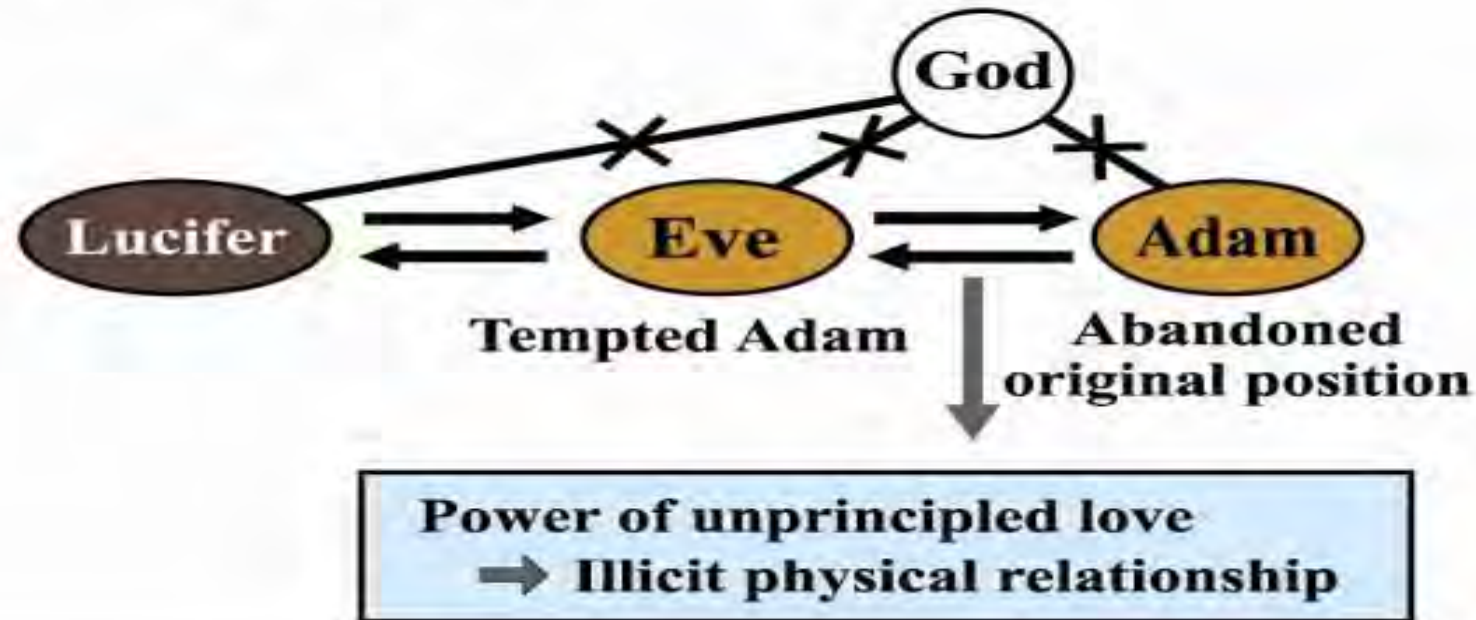 God
Lucifer
Eve
Adam
Tempted Adam
Abandoned
original position
Power of unprincipled love
Illicit physical relationship